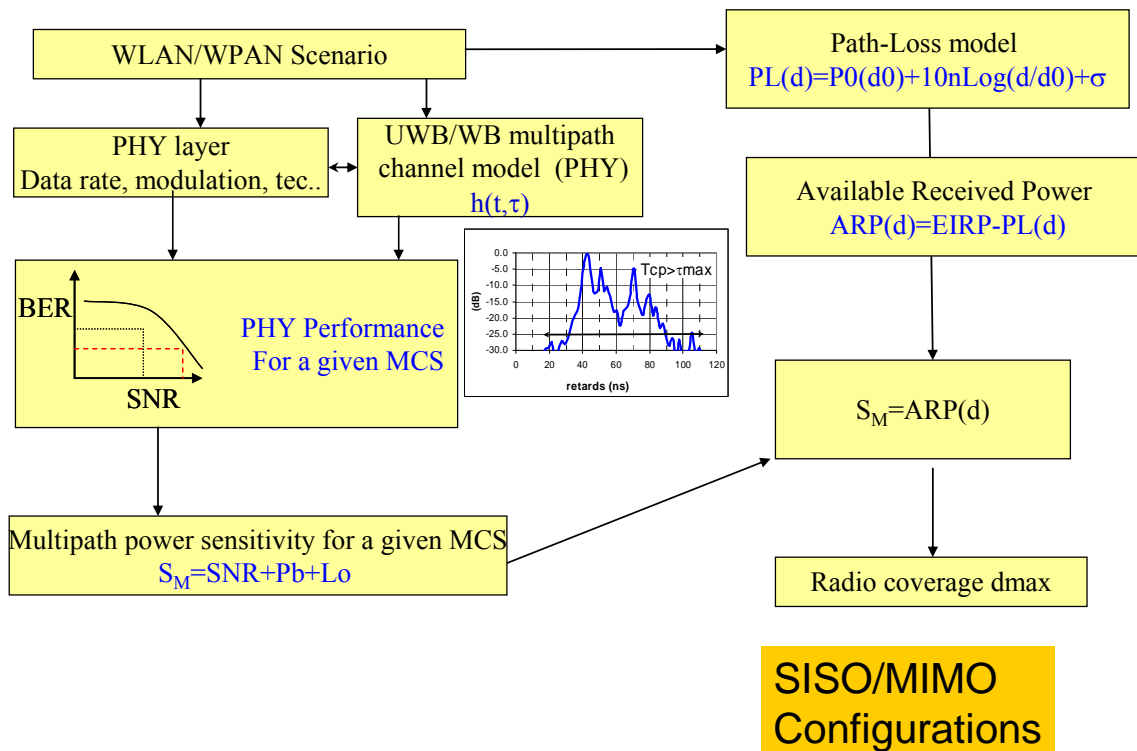 WLAN/WPAN Scenario
Path-Loss model
PL(d)=P0(d0)+10nLog(d/d0)+σ
PHY layer
Data rate, modulation, tec..
UWB/WB multipath
channel model (PHY)
h(t,τ)
Available Received Power
ARP(d)=EIRP-PL(d)
BER
SNR
PHY Performance
For a given MCS
Tcp>τmax
(dB)
0.0
-5.0
-10.0
-15.0
-20.0
-25.0
-30.0
0 20 40 60 80 100 120
retards (ns)
S_M=ARP(d)
Multipath power sensitivity for a given MCS
S_M=SNR+Pb+Lo
Radio coverage dmax
SISO/MIMO
Configurations